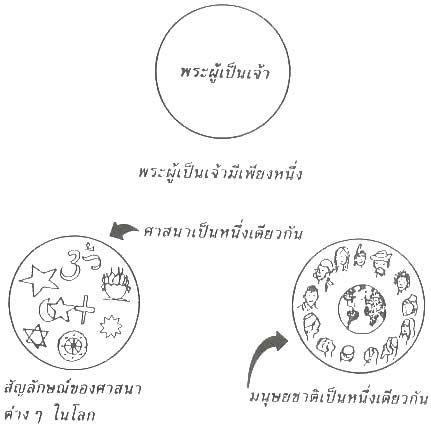 พระผู้เป็นเจ้า
พระผู้เป็นเจ้ามีเพียงหนึ่ง
ศาสนาเป็นหนึ่งเดียวกัน
สัญลักษณ์ของศาสนา
ต่าง ๆ ในโลก
มนุษยชาติเป็นหนึ่งเดียวกัน